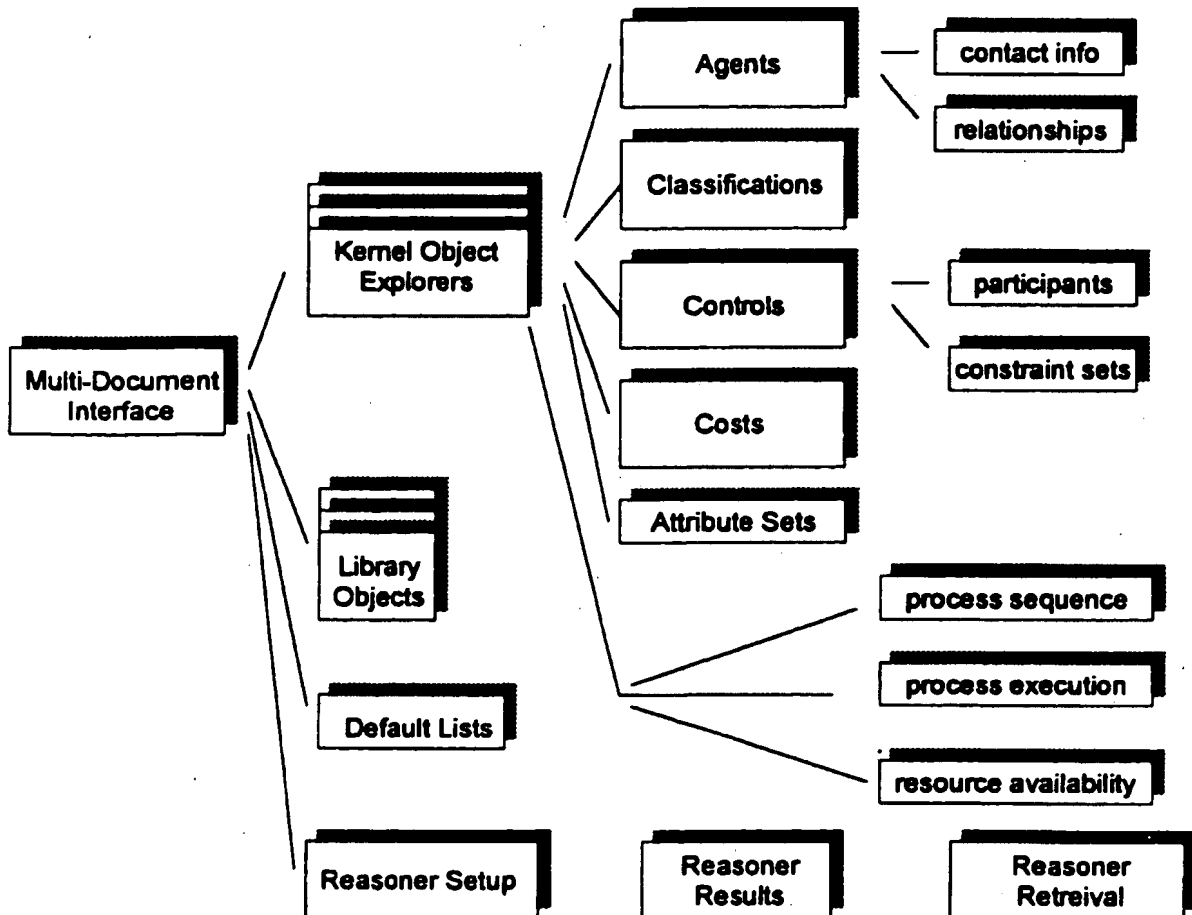 Agents
contact info
relationships
Classifications
Kernel Object
Explorers
Controls
participants
constraint sets
Multi-Document
Interface
Costs
Attribute Sets
Library
Objects
process sequence
process execution
Default Lists
resource availability
Reasoner Setup
Reasoner
Results
Reasoner
Retreival